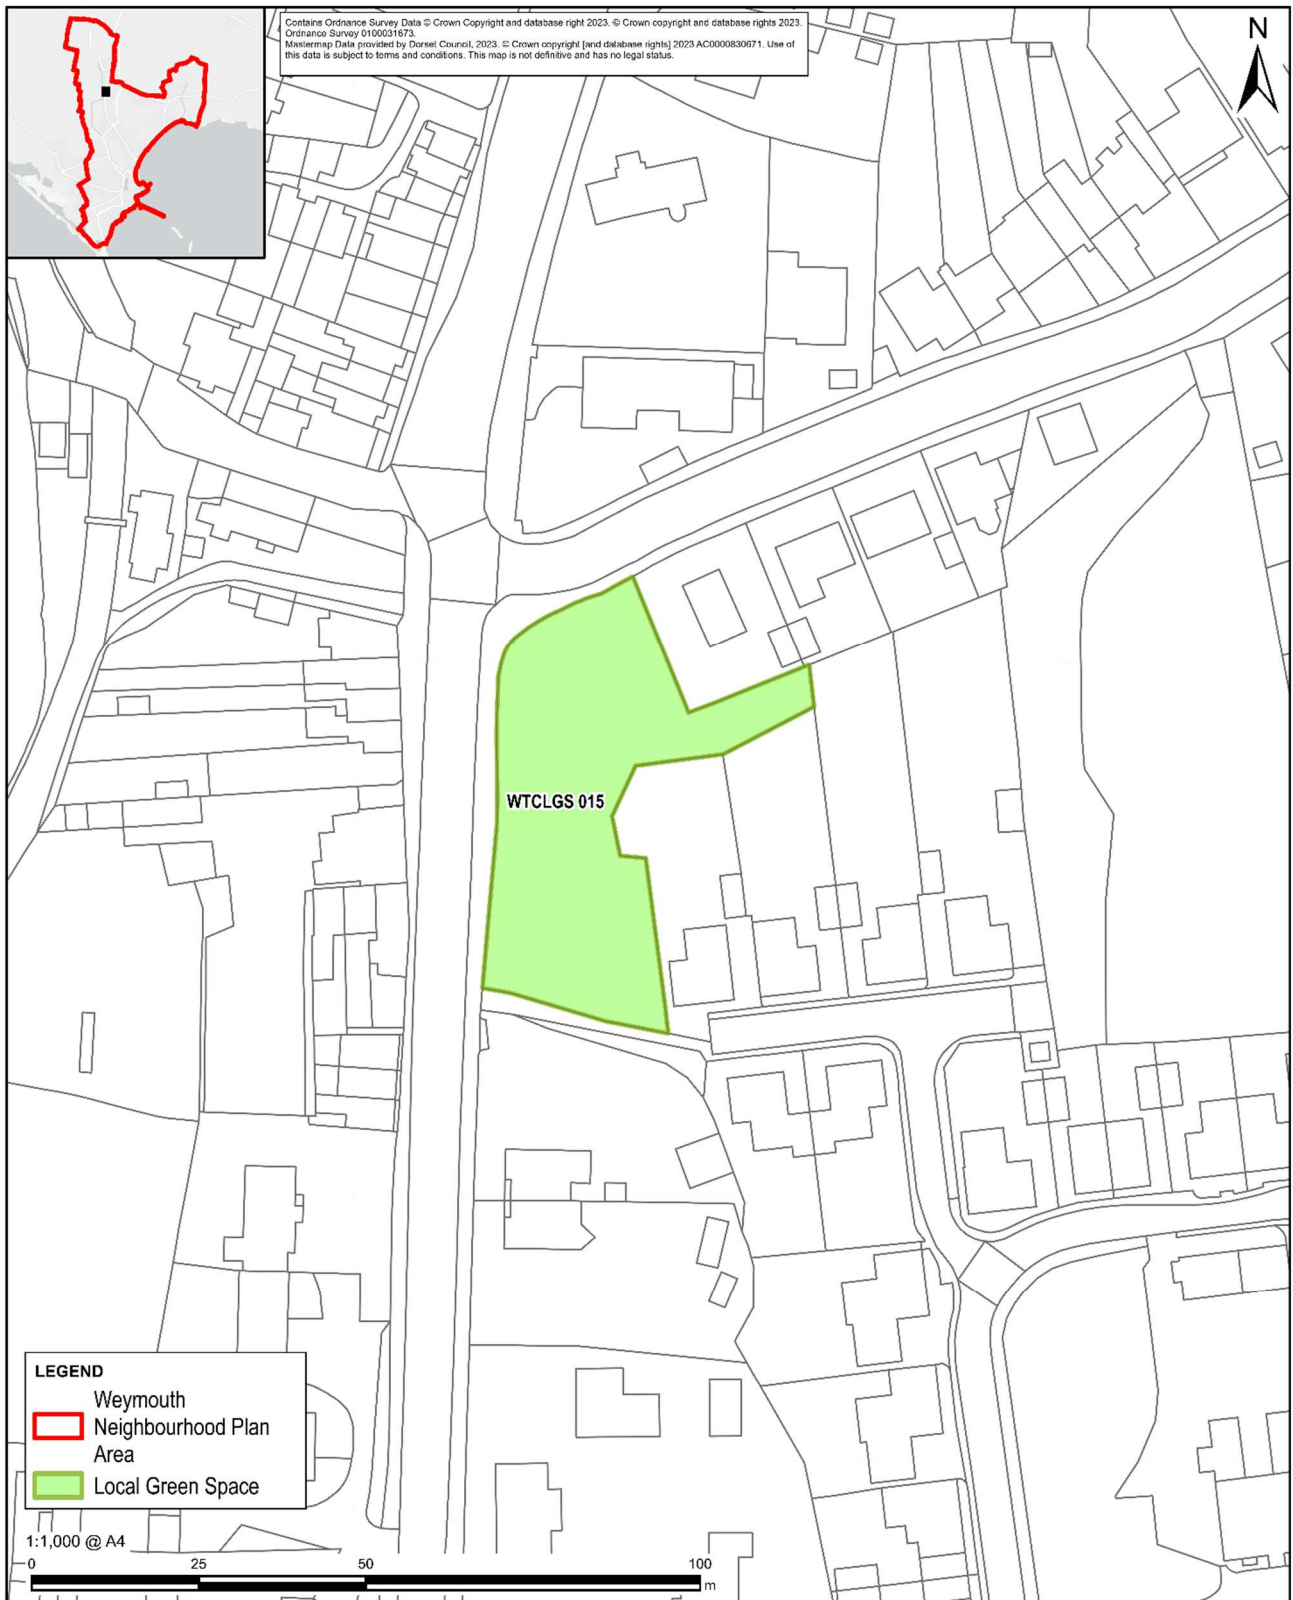 Contains Ordnance Survey Data © Crown Copyright and database right 2023. © Crown copyright and database rights 2023.
Ordnance Survey 0100031673.
Mastermap Data provided by Dorset Council, 2023. © Crown copyright [and database rights] 2023 AC0000830671. Use of
this data is subject to terms and conditions. This map is not definitive and has no legal status.
N
WTCLGS 015
LEGEND
Weymouth
Neighbourhood Plan
Area
Local Green Space
1:1,000 @ A4
0 25 50 100
m